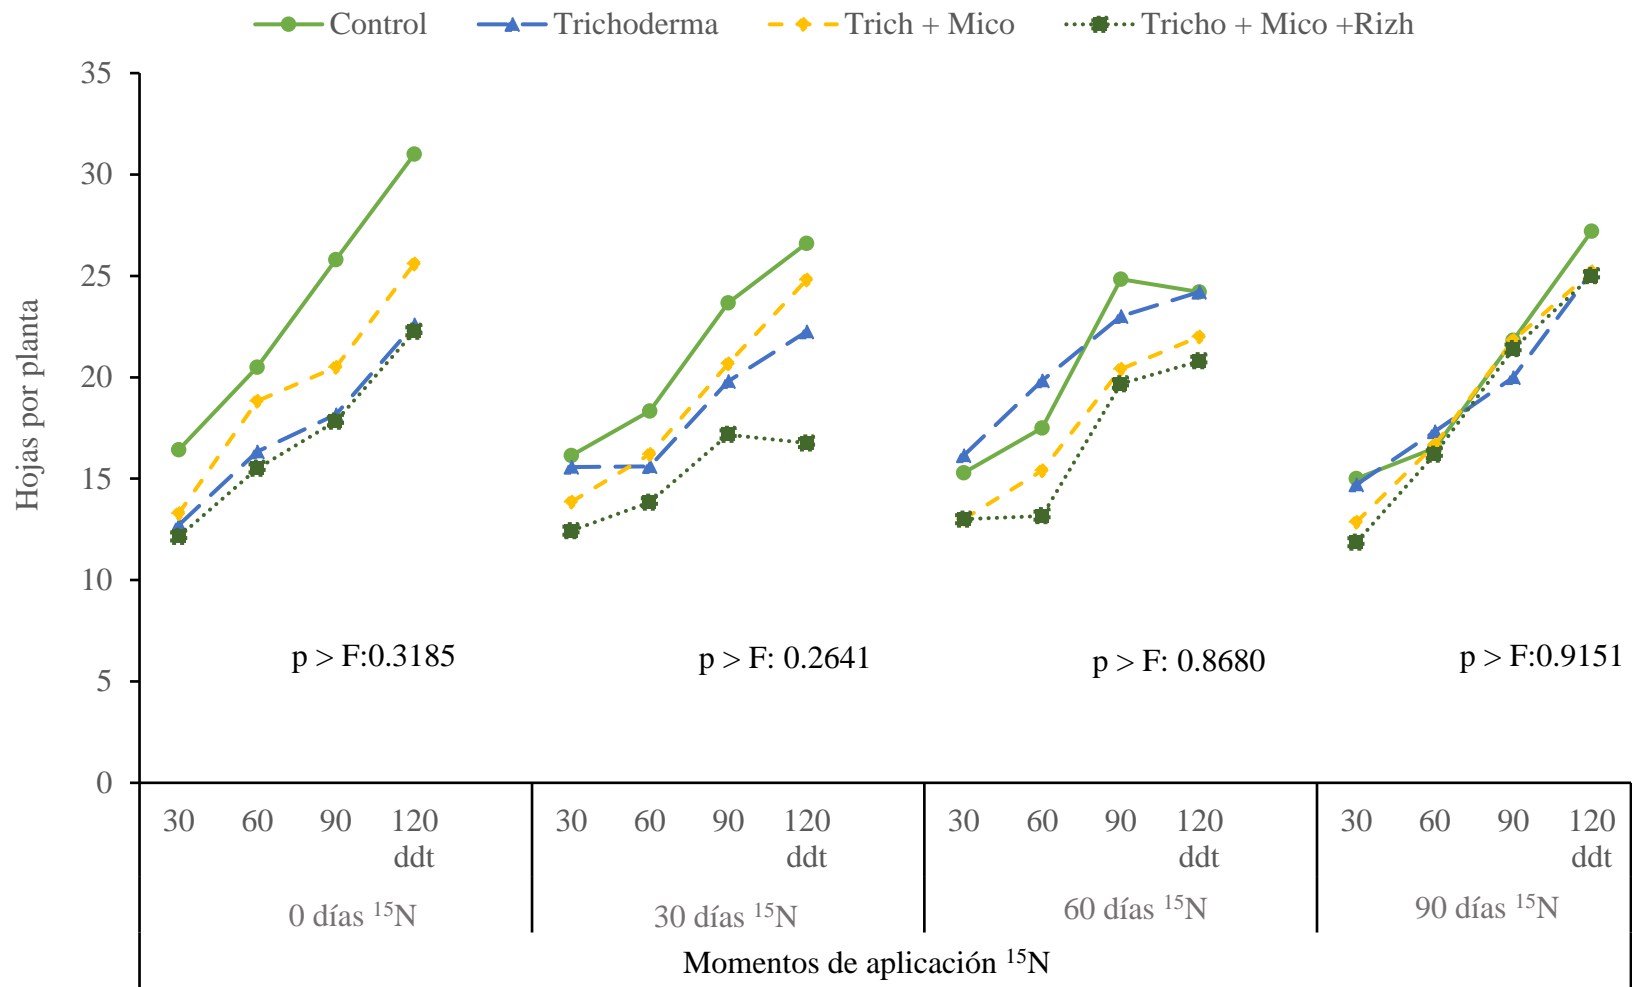 Control Trichoderma Trich + Mico Tricho + Mico +Rizh
35
30
25
20
15
10
5
0
Hojas por planta
p > F:0.3185 p > F: 0.2641 p > F: 0.8680 p > F:0.9151
30 60 90 120 30 60 90 120 30 60 90 120 30 60 90 120
ddt ddt ddt ddt
0 días ¹⁵N 30 días ¹⁵N 60 días ¹⁵N 90 días ¹⁵N
Momentos de aplicación ¹⁵N